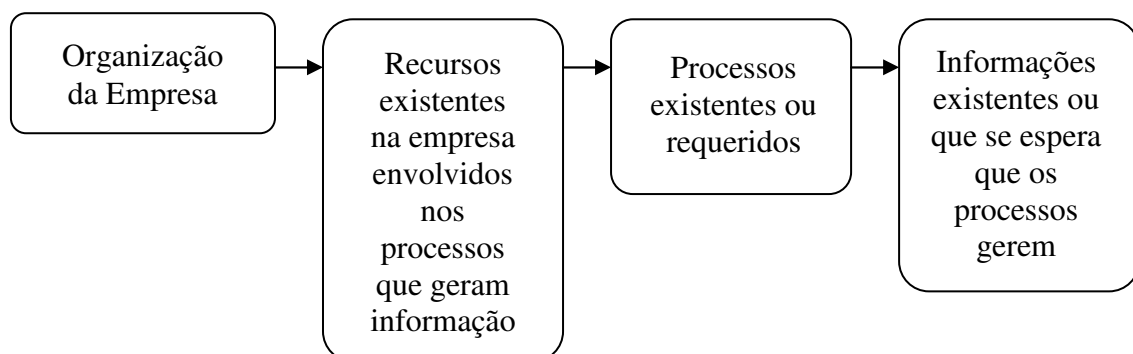 Organização
da Empresa
Recursos
existentes
na empresa
envolvidos
nos
processos
que geram
informação
Processos
existentes ou
requeridos
Informações
existentes ou
que se espera
que os
processos
gerem